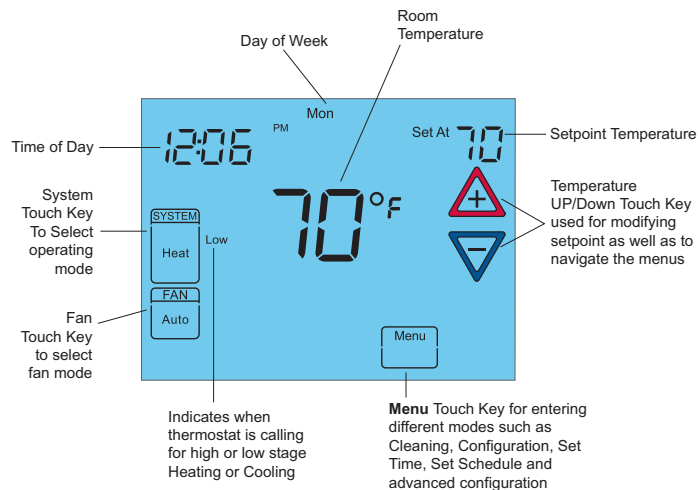 Room
Temperature
Day of Week
Mon
Time of Day
12:06
PM
Set At 70
Setpoint Temperature
70°F
System
Touch Key
To Select
operating
mode
SYSTEM
Heat
Low
+
−
Temperature
UP/Down Touch Key
used for modifying
setpoint as well as to
navigate the menus
Fan
Touch Key
to select
fan mode
FAN
Auto
Menu
Indicates when
thermostat is calling
for high or low stage
Heating or Cooling
Menu Touch Key for entering
different modes such as
Cleaning, Configuration, Set
Time, Set Schedule and
advanced configuration